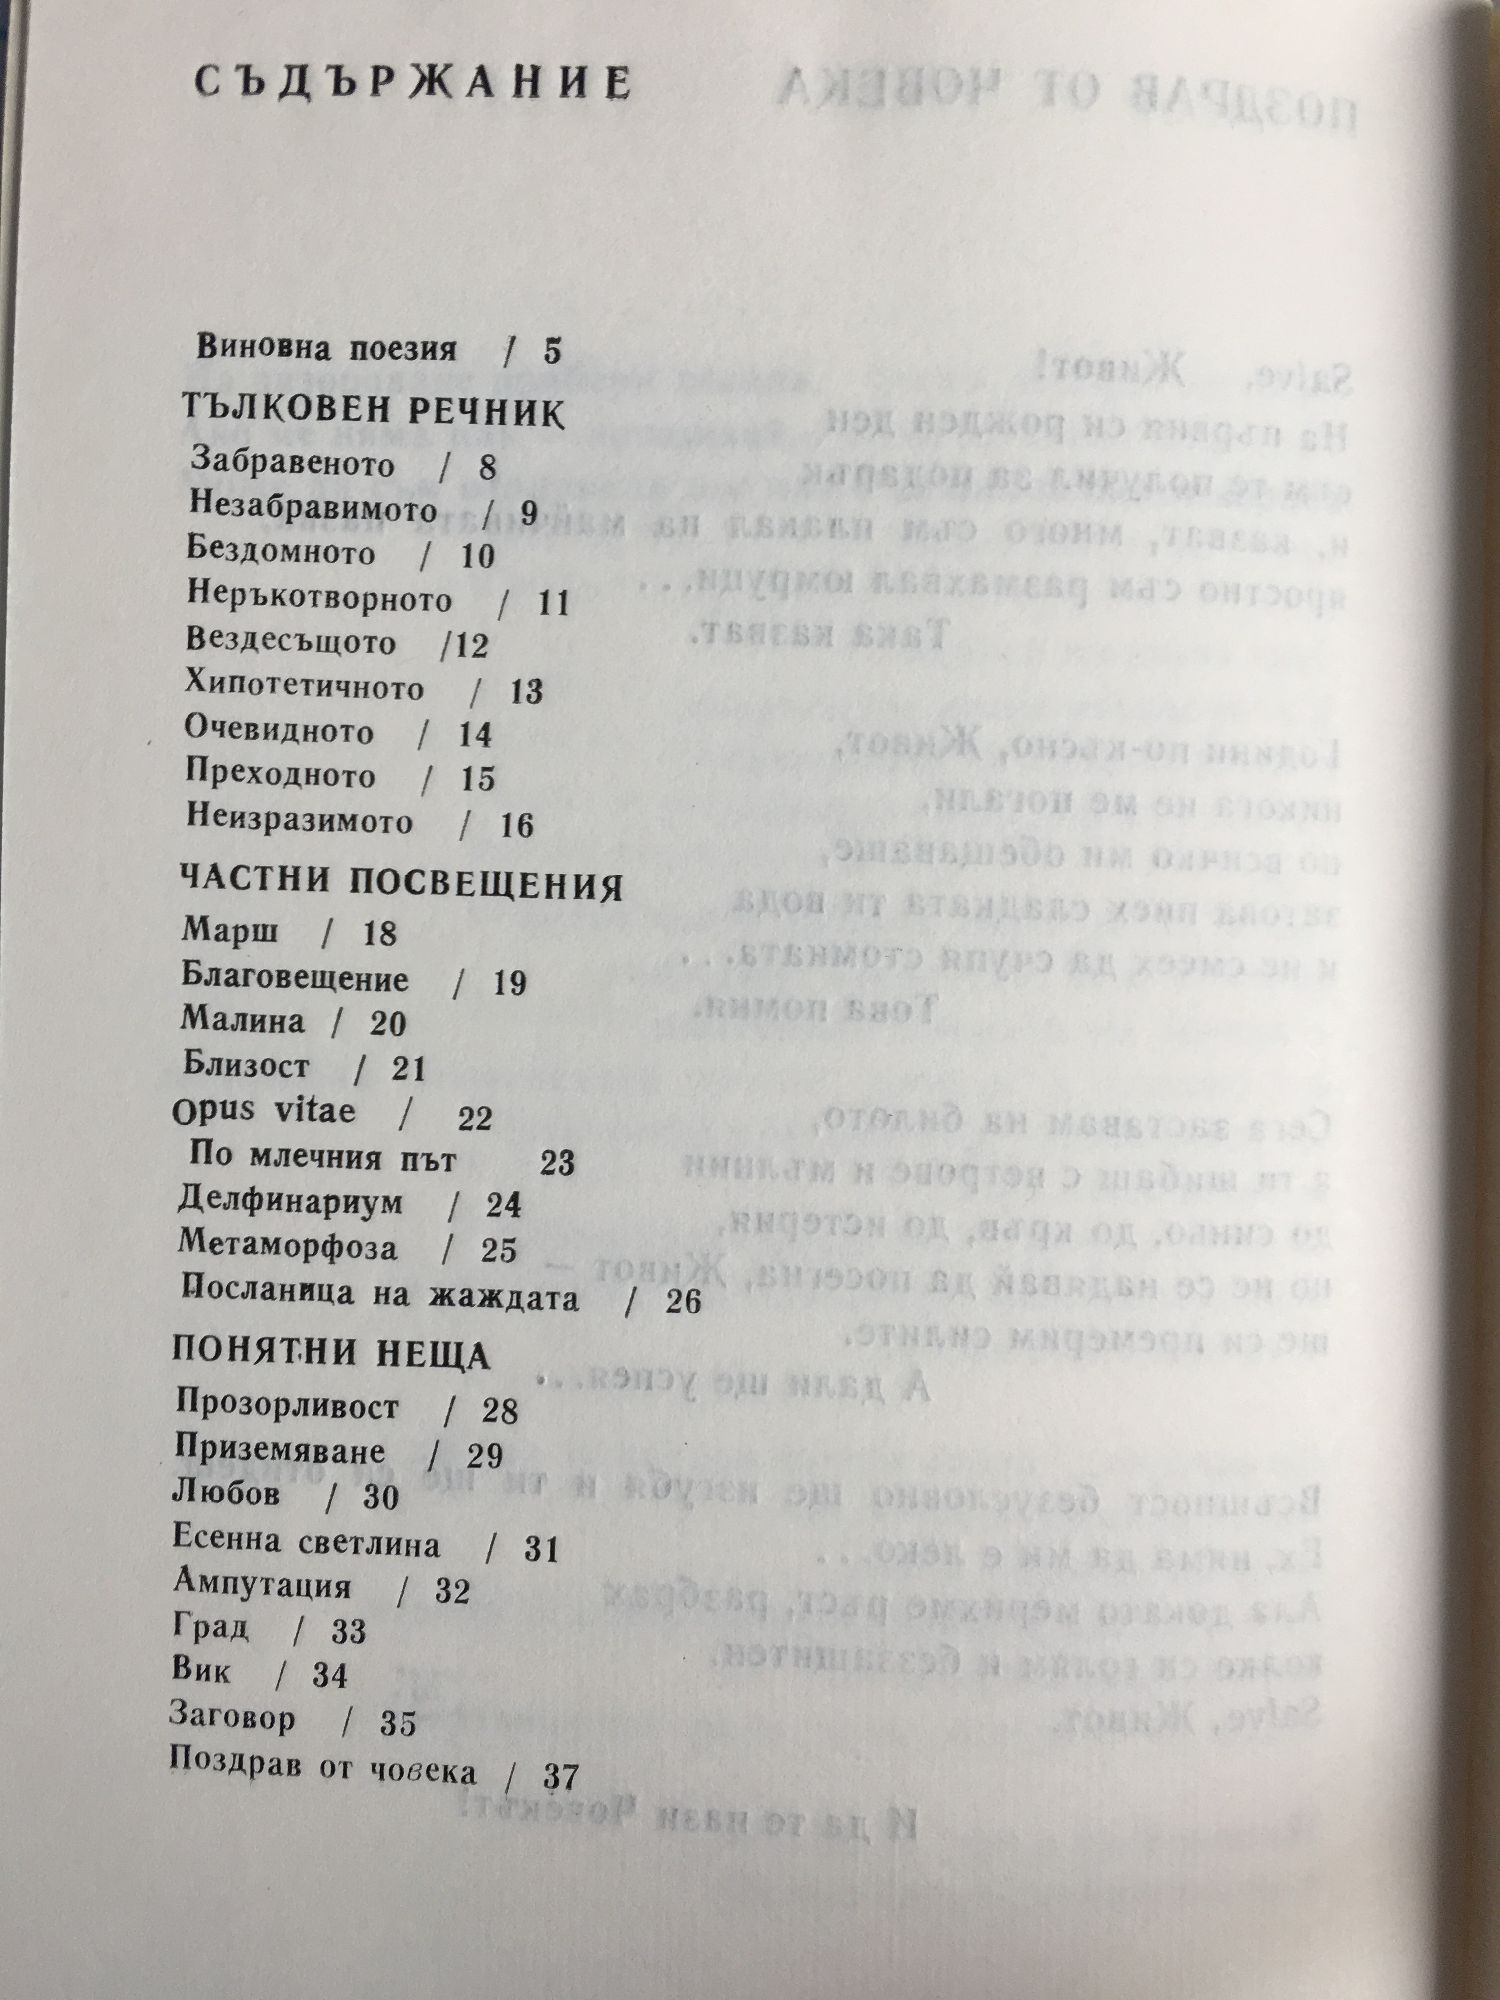 СЪДЪРЖАНИЕ
Виновна поезия / 5
ТЪЛКОВЕН РЕЧНИК
Забравеното / 8
Незабравимото / 9
Бездомното / 10
Неръкотворното / 11
Вездесъщото /12
Хипотетичното / 13
Очевидното / 14
Преходното / 15
Неизразимото / 16
ЧАСТНИ ПОСВЕЩЕНИЯ
Марш / 18
Благовещение / 19
Малина / 20
Близост / 21
Opus vitae / 22
По млечния път 23
Делфинариум / 24
Метаморфоза / 25
Посланица на жаждата / 26
ПОНЯТНИ НЕЩА
Прозорливост / 28
Приземяване / 29
Любов / 30
Есенна светлина / 31
Ампутация / 32
Град / 33
Вик / 34
Заговор / 35
Поздрав от човека / 37